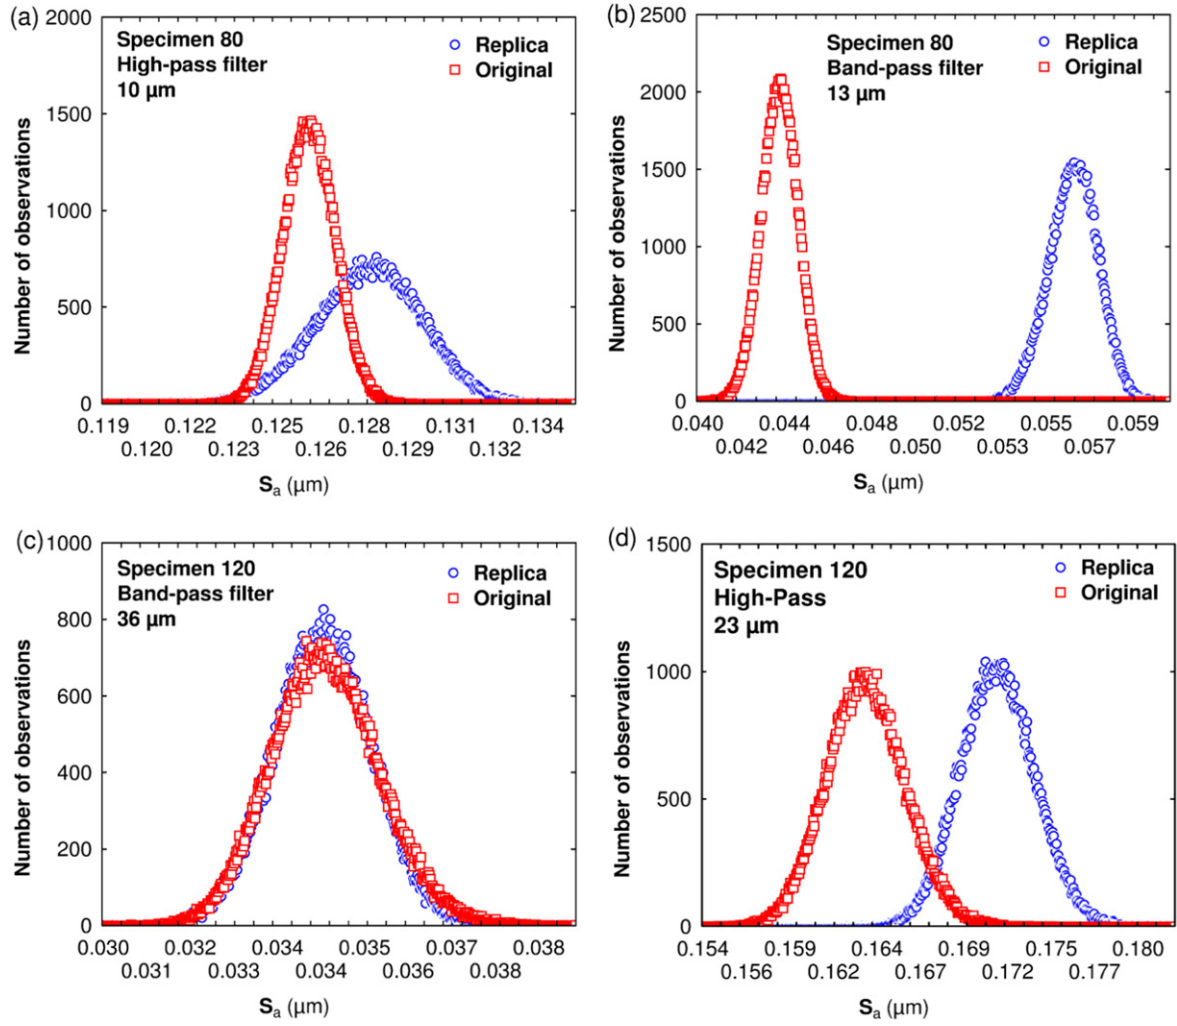 (a)
2000
1500
1000
500
0
Number of observations
Specimen 80
High-pass filter
10 µm
Replica
Original
0.119 0.122 0.125 0.128 0.131 0.134
0.120 0.123 0.126 0.129 0.132
Sa (µm)
(b)
2500
2000
1500
1000
500
0
Number of observations
Specimen 80
Band-pass filter
13 µm
Replica
Original
0.040 0.044 0.048 0.052 0.055 0.059
0.042 0.046 0.050 0.053 0.057
Sa (µm)
(c)
1000
800
600
400
200
0
Number of observations
Specimen 120
Band-pass filter
36 µm
Replica
Original
0.030 0.032 0.034 0.035 0.037 0.038
0.031 0.033 0.034 0.036 0.038
Sa (µm)
(d)
1500
1000
500
0
Number of observations
Specimen 120
High-Pass
23 µm
Replica
Original
0.154 0.159 0.164 0.169 0.175 0.180
0.156 0.162 0.167 0.172 0.177
Sa (µm)